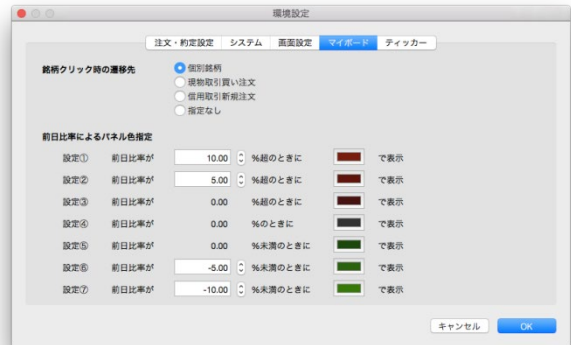 環境設定
注文・約定設定 システム 画面設定 マイボード ティッカー
銘柄クリック時の遷移先 個別銘柄
現物取引買い注文
信用取引新規注文
指定なし
前日比率によるパネル色指定
設定① 前日比率が 10.00 %超のときに で表示
設定② 前日比率が 5.00 %超のときに で表示
設定③ 前日比率が 0.00 %超のときに で表示
設定④ 前日比率が 0.00 %のときに で表示
設定⑤ 前日比率が 0.00 %未満のときに で表示
設定⑥ 前日比率が -5.00 %未満のときに で表示
設定⑦ 前日比率が -10.00 %未満のときに で表示
キャンセル OK